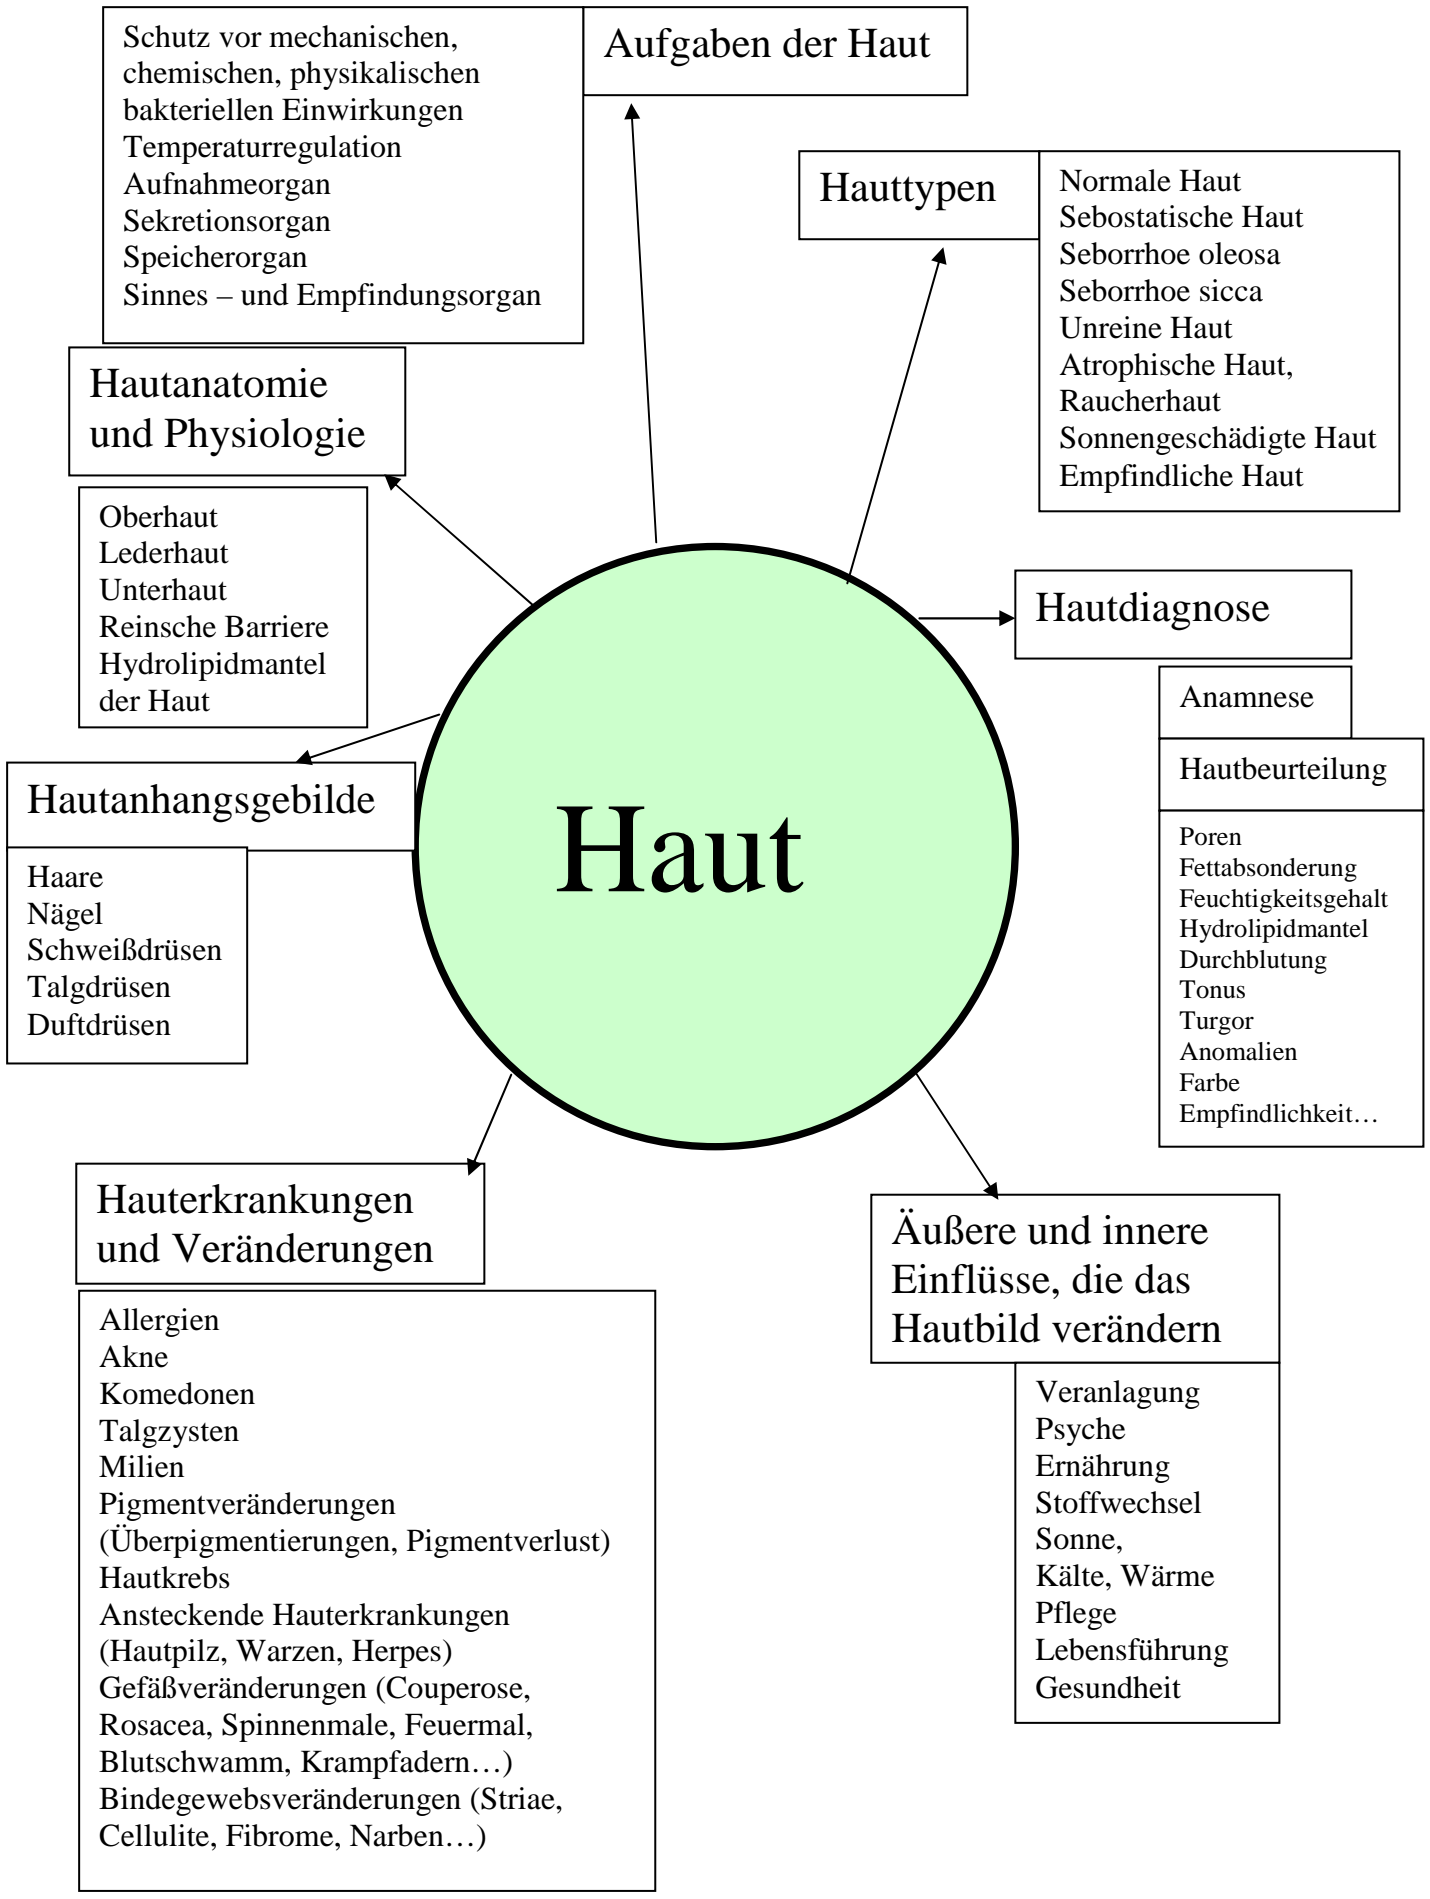 Schutz vor mechanischen,
chemischen, physikalischen
bakteriellen Einwirkungen
Temperaturregulation
Aufnahmeorgan
Sekretionsorgan
Speicherorgan
Sinnes – und Empfindungsorgan
Aufgaben der Haut
Hauttypen
Normale Haut
Sebostatische Haut
Seborrhoe oleosa
Seborrhoe sicca
Unreine Haut
Atrophische Haut,
Raucherhaut
Sonnengeschädigte Haut
Empfindliche Haut
Hautanatomie
und Physiologie
Oberhaut
Lederhaut
Unterhaut
Reinsche Barriere
Hydrolipidmantel
der Haut
Hautdiagnose
Anamnese
Hautbeurteilung
Poren
Fettabsonderung
Feuchtigkeitsgehalt
Hydrolipidmantel
Durchblutung
Tonus
Turgor
Anomalien
Farbe
Empfindlichkeit…
Hautanhangsgebilde
Haare
Nägel
Schweißdrüsen
Talgdrüsen
Duftdrüsen
Haut
Hauterkrankungen
und Veränderungen
Allergien
Akne
Komedonen
Talgzysten
Milien
Pigmentveränderungen
(Überpigmentierungen, Pigmentverlust)
Hautkrebs
Ansteckende Hauterkrankungen
(Hautpilz, Warzen, Herpes)
Gefäßveränderungen (Couperose,
Rosacea, Spinnenmale, Feuermal,
Blutschwamm, Krampfadern…)
Bindegewebsveränderungen (Striae,
Cellulite, Fibrome, Narben…)
Äußere und innere
Einflüsse, die das
Hautbild verändern
Veranlagung
Psyche
Ernährung
Stoffwechsel
Sonne,
Kälte, Wärme
Pflege
Lebensführung
Gesundheit